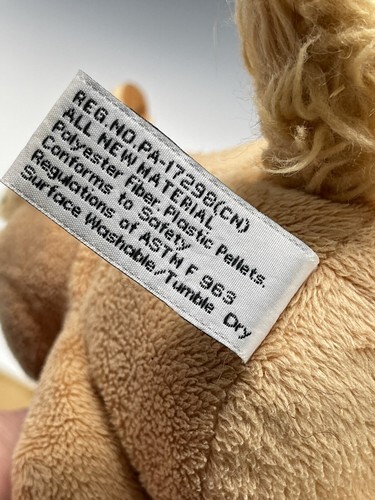 REG NO.PA-17298(CN)
ALL NEW MATERIAL
Polyester Fiber,Plastic Pellets.
Conforms to Safety
Regulations of ASTM F 963
Surface Washable/Tumble Dry